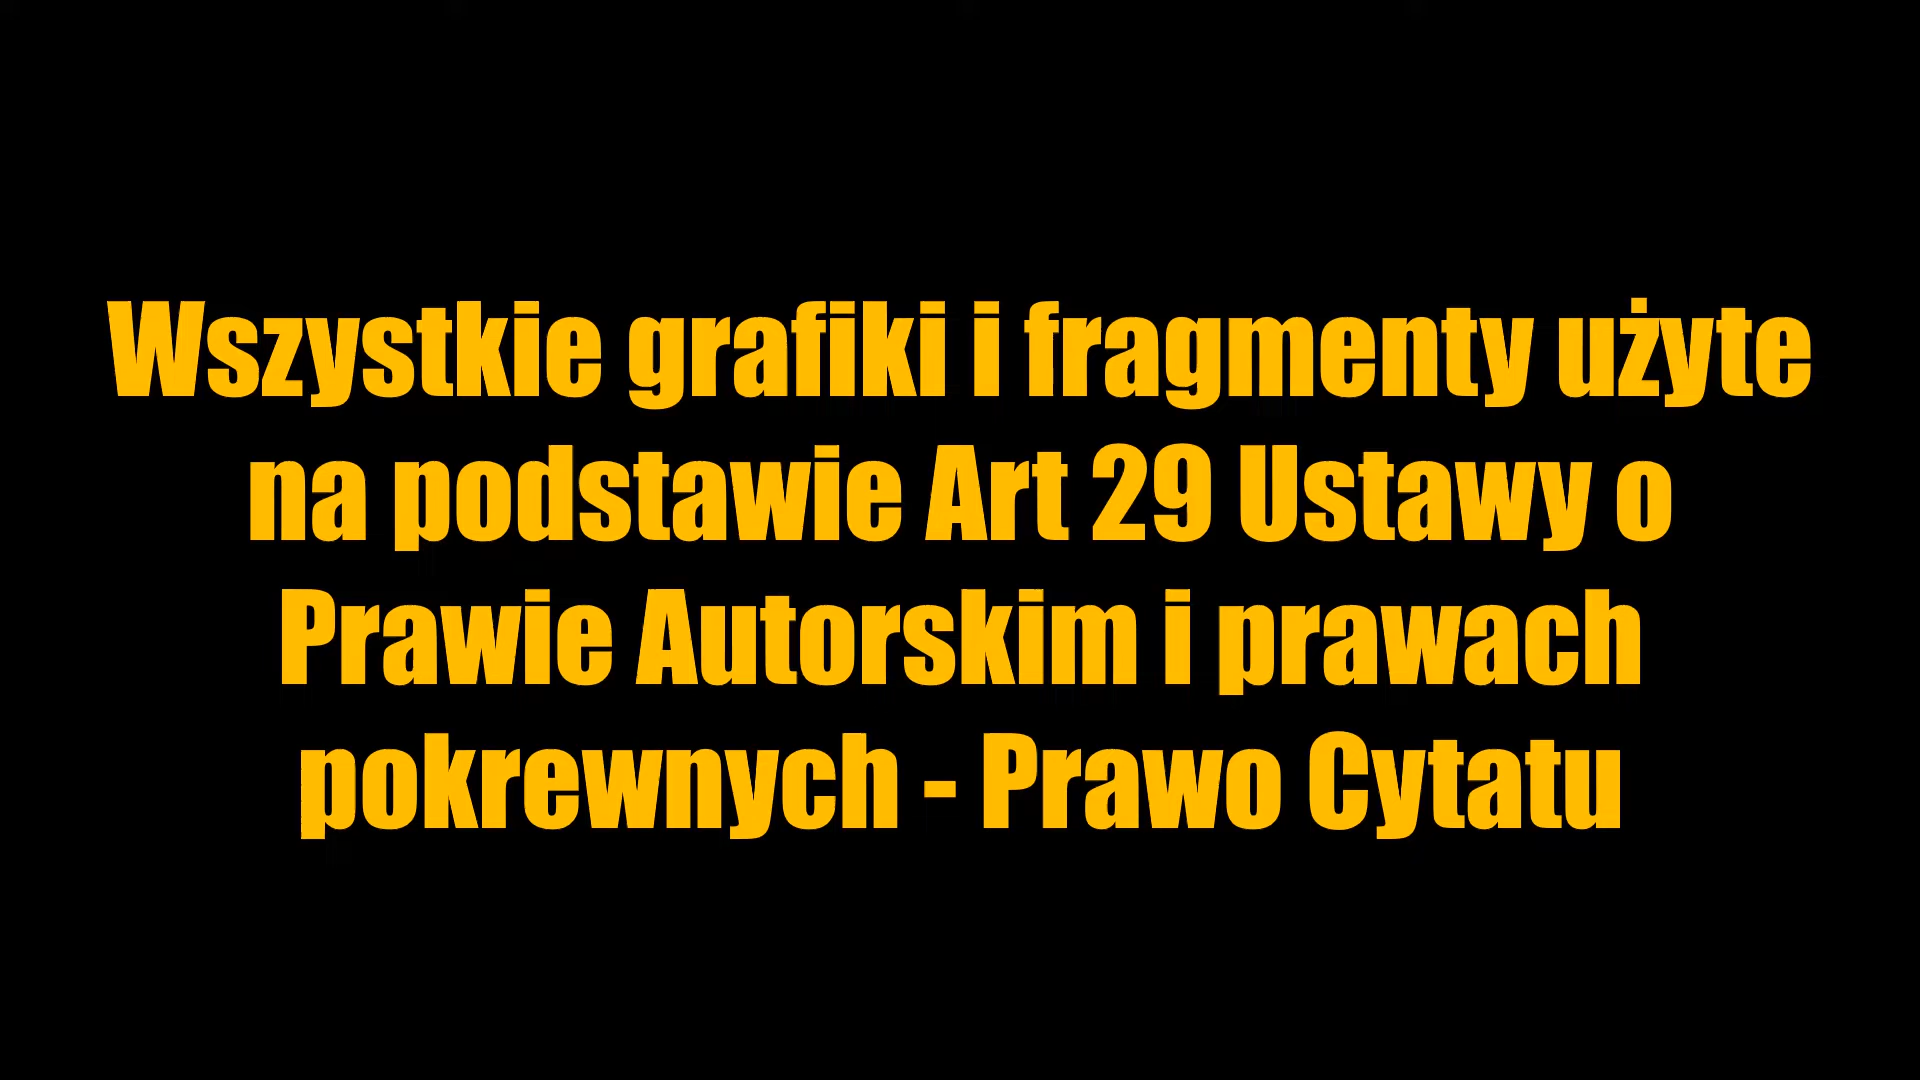 Wszystkie grafiki i fragmenty użyte
na podstawie Art 29 Ustawy o
Prawie Autorskim i prawach
pokrewnych - Prawo Cytatu